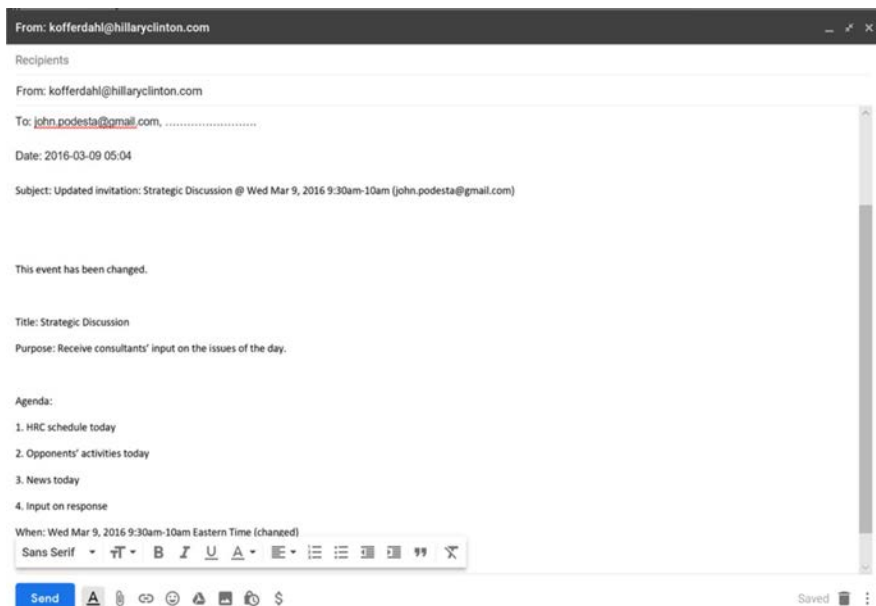 From: kofferdahl@hillaryclinton.com
Recipients
From: kofferdahl@hillaryclinton.com
To: john.podesta@gmail.com, ..........................
Date: 2016-03-09 05:04
Subject: Updated invitation: Strategic Discussion @ Wed Mar 9, 2016 9:30am-10am (john.podesta@gmail.com)
This event has been changed.
Title: Strategic Discussion
Purpose: Receive consultants' input on the issues of the day.
Agenda:
1. HRC schedule today
2. Opponents' activities today
3. News today
4. Input on response
When: Wed Mar 9, 2016 9:30am-10am Eastern Time (changed)
Sans Serif
Send
Saved